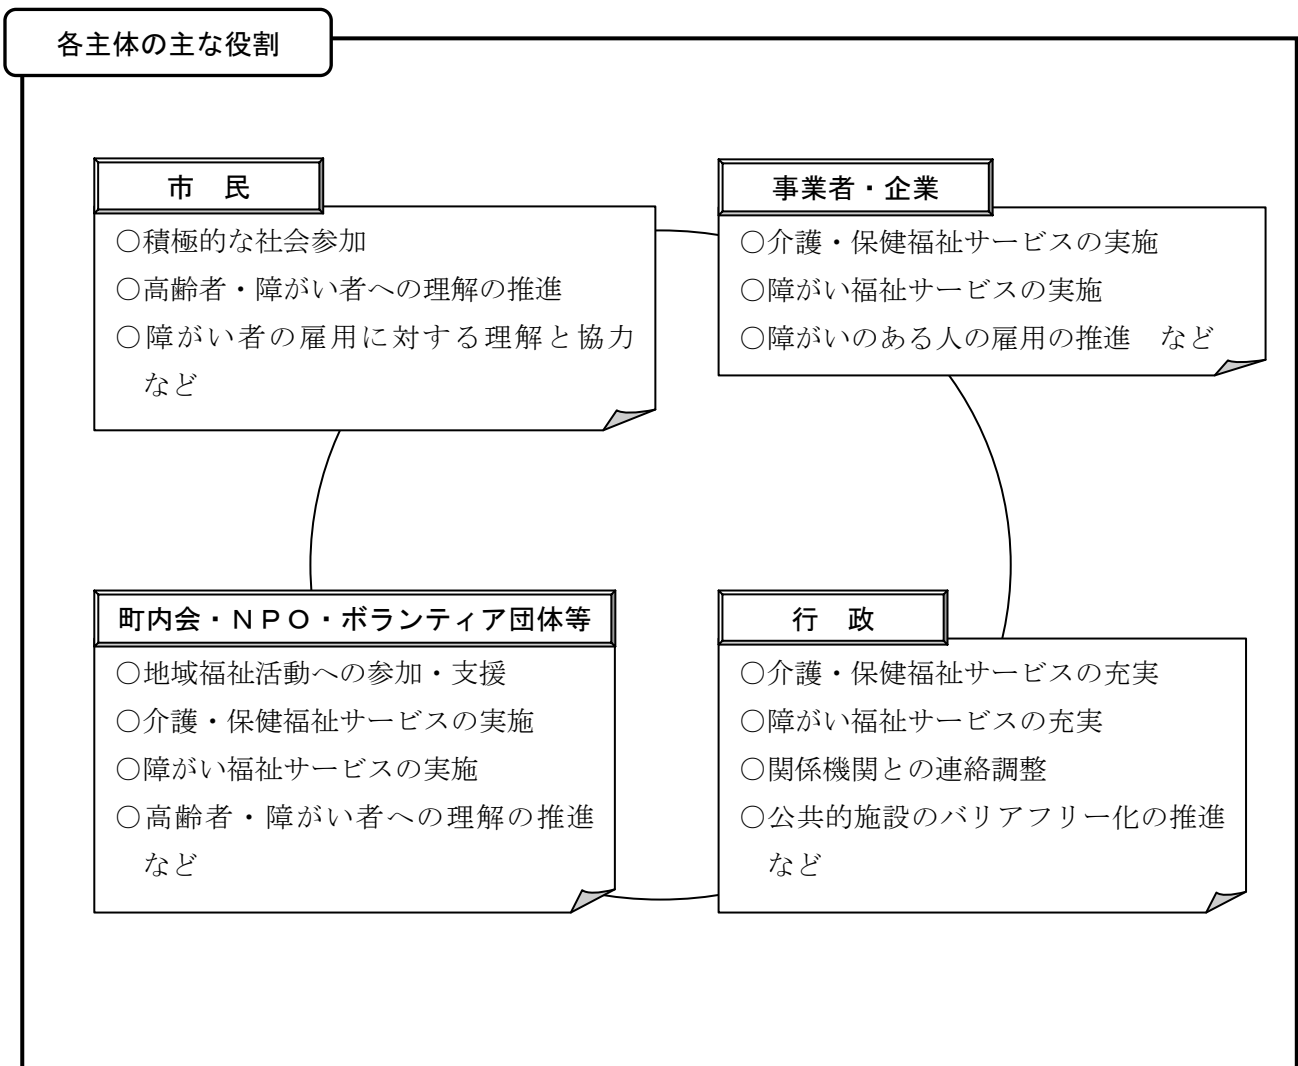 各主体の主な役割
市　民
○積極的な社会参加
○高齢者・障がい者への理解の推進
○障がい者の雇用に対する理解と協力
など
事業者・企業
○介護・保健福祉サービスの実施
○障がい福祉サービスの実施
○障がいのある人の雇用の推進　など
町内会・ＮＰＯ・ボランティア団体等
○地域福祉活動への参加・支援
○介護・保健福祉サービスの実施
○障がい福祉サービスの実施
○高齢者・障がい者への理解の推進
など
行　政
○介護・保健福祉サービスの充実
○障がい福祉サービスの充実
○関係機関との連絡調整
○公共的施設のバリアフリー化の推進
など